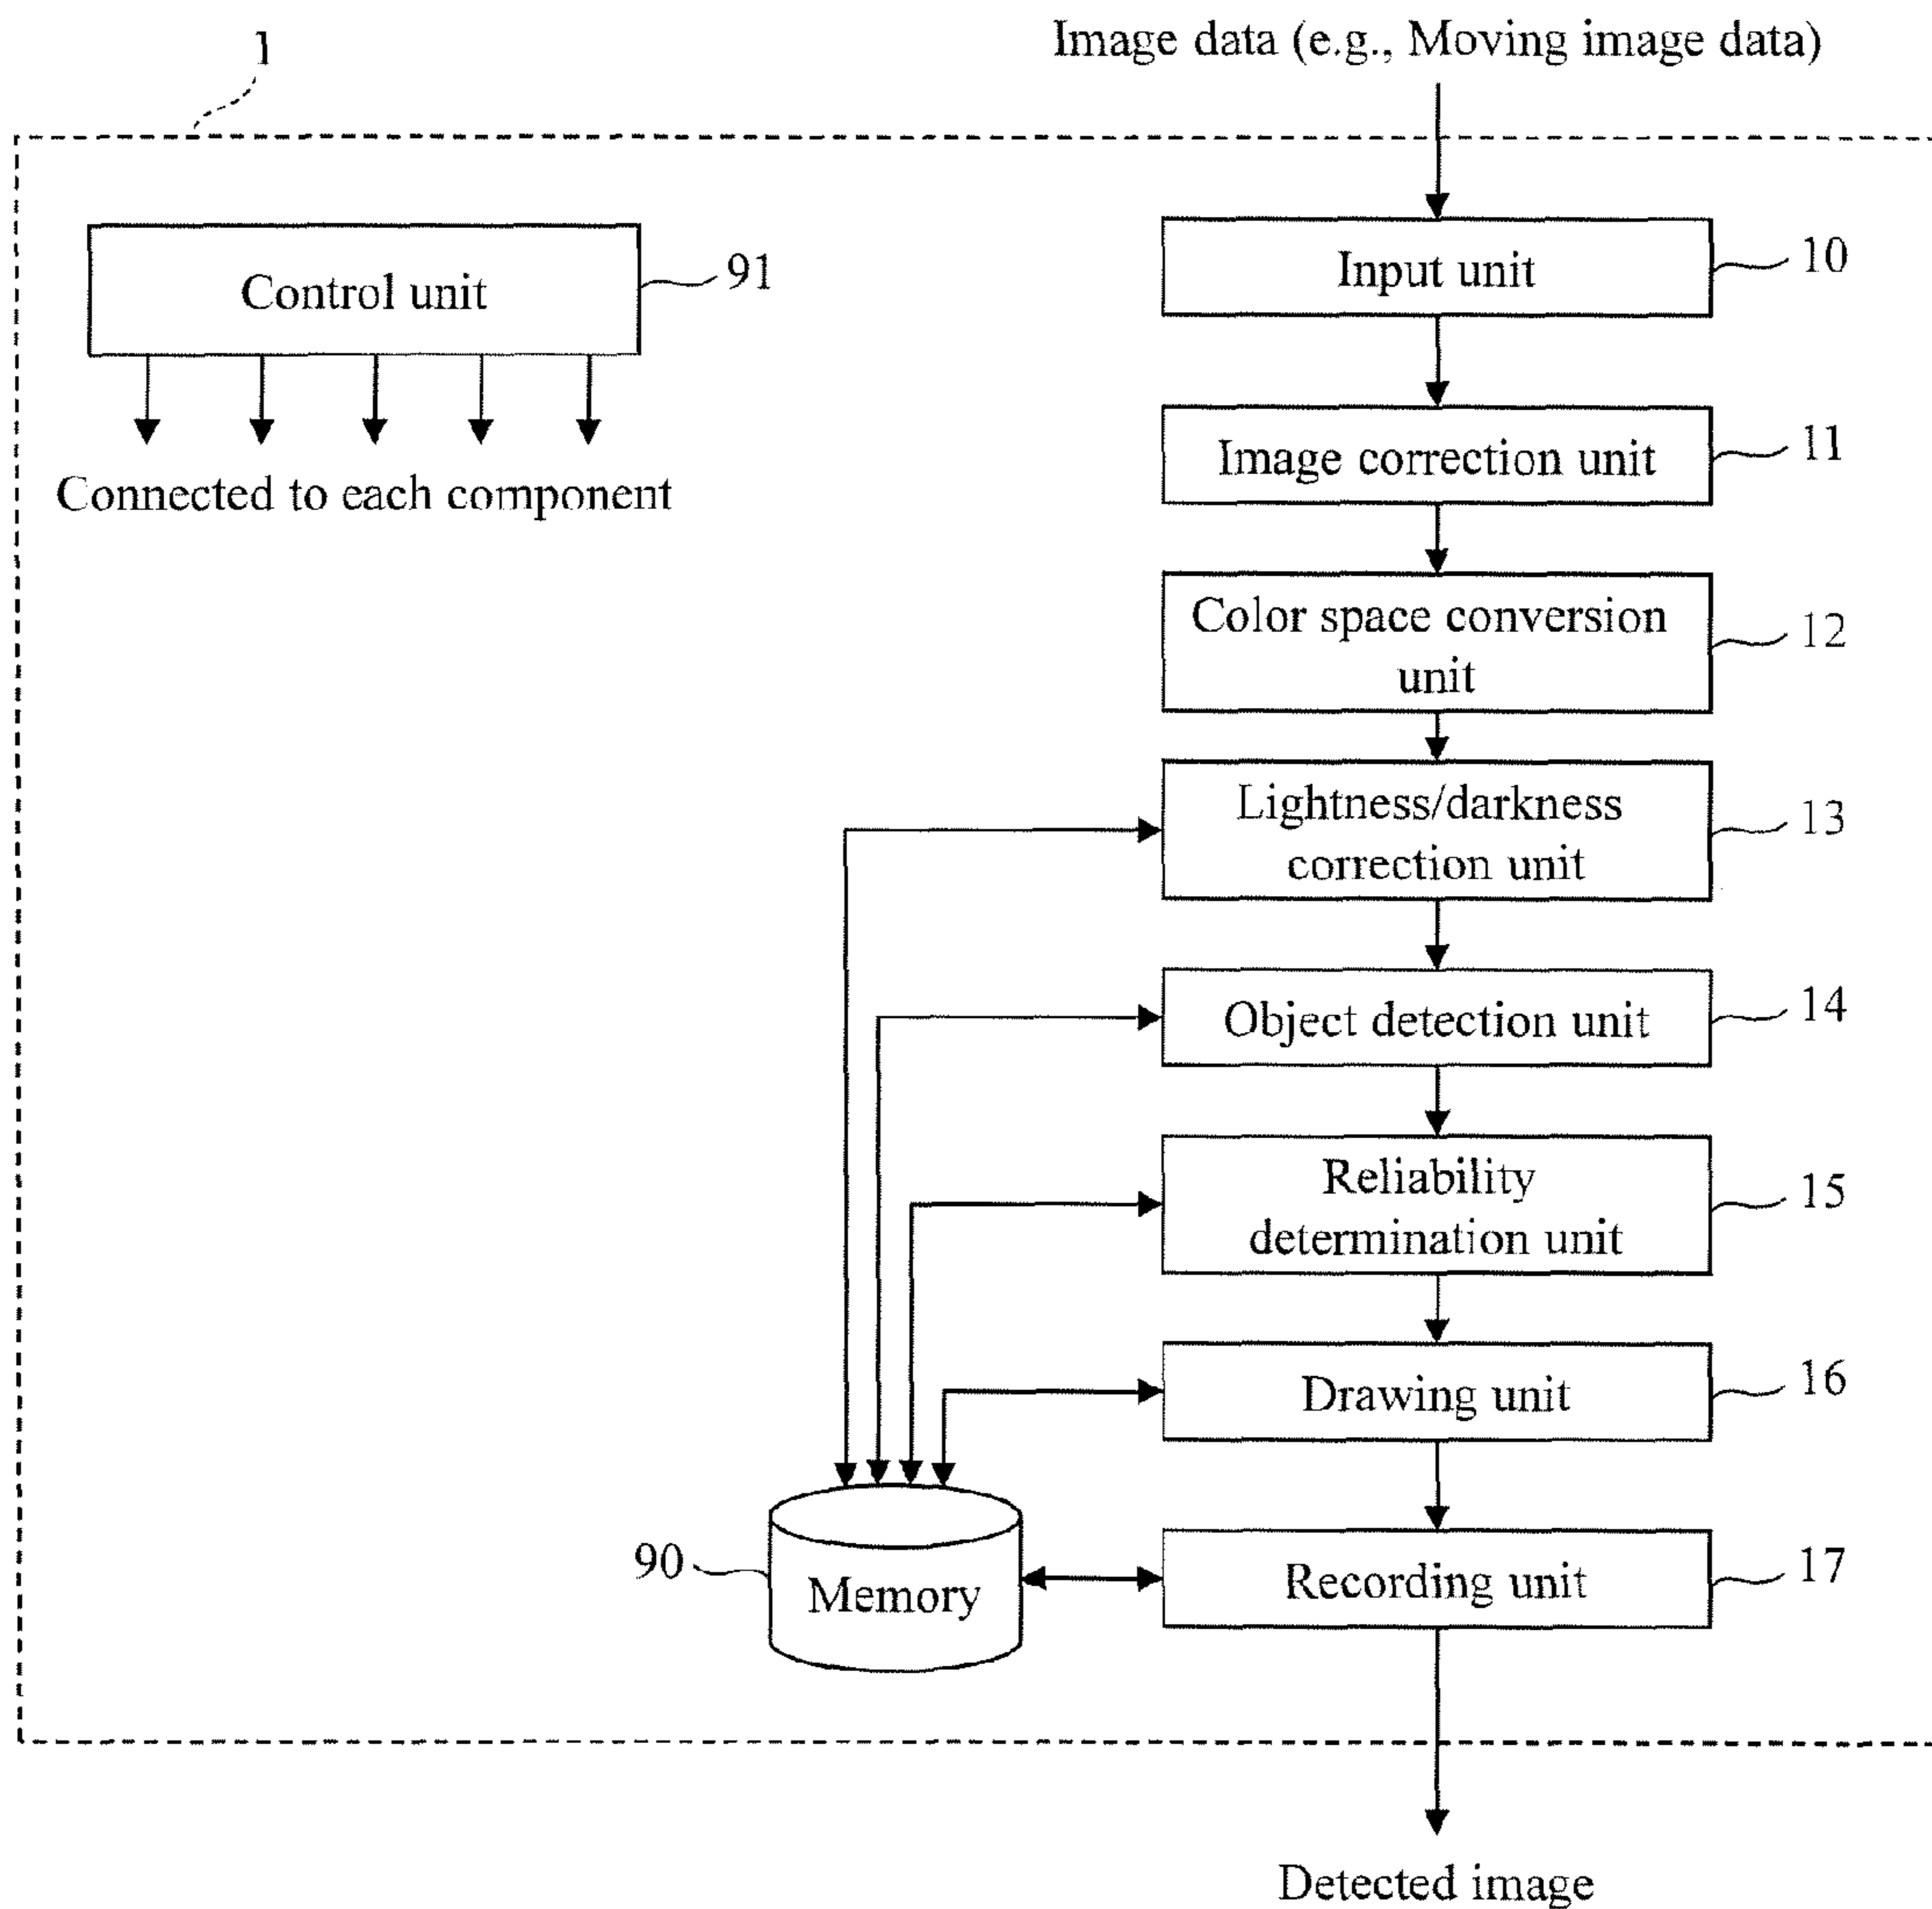 1
Image data (e.g., Moving image data)
Control unit
91
Connected to each component
Input unit
10
Image correction unit
11
Color space conversion
unit
12
Lightness/darkness
correction unit
13
Object detection unit
14
Reliability
determination unit
15
Drawing unit
16
90
Memory
Recording unit
17
Detected image